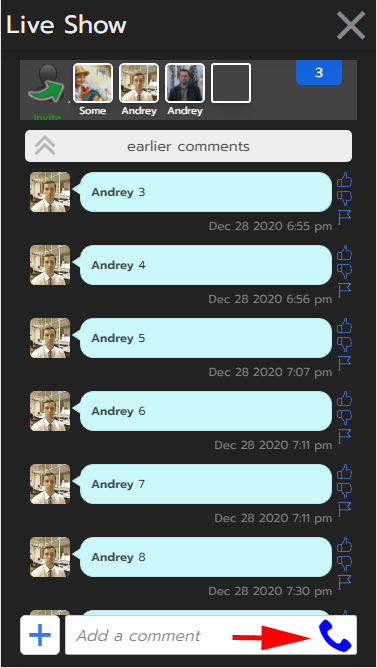 Live Show
3
Invite
Some
Andrey
Andrey
earlier comments
Andrey 3
Dec 28 2020 6:55 pm
Andrey 4
Dec 28 2020 6:56 pm
Andrey 5
Dec 28 2020 7:07 pm
Andrey 6
Dec 28 2020 7:11 pm
Andrey 7
Dec 28 2020 7:11 pm
Andrey 8
Dec 28 2020 7:30 pm
Add a comment